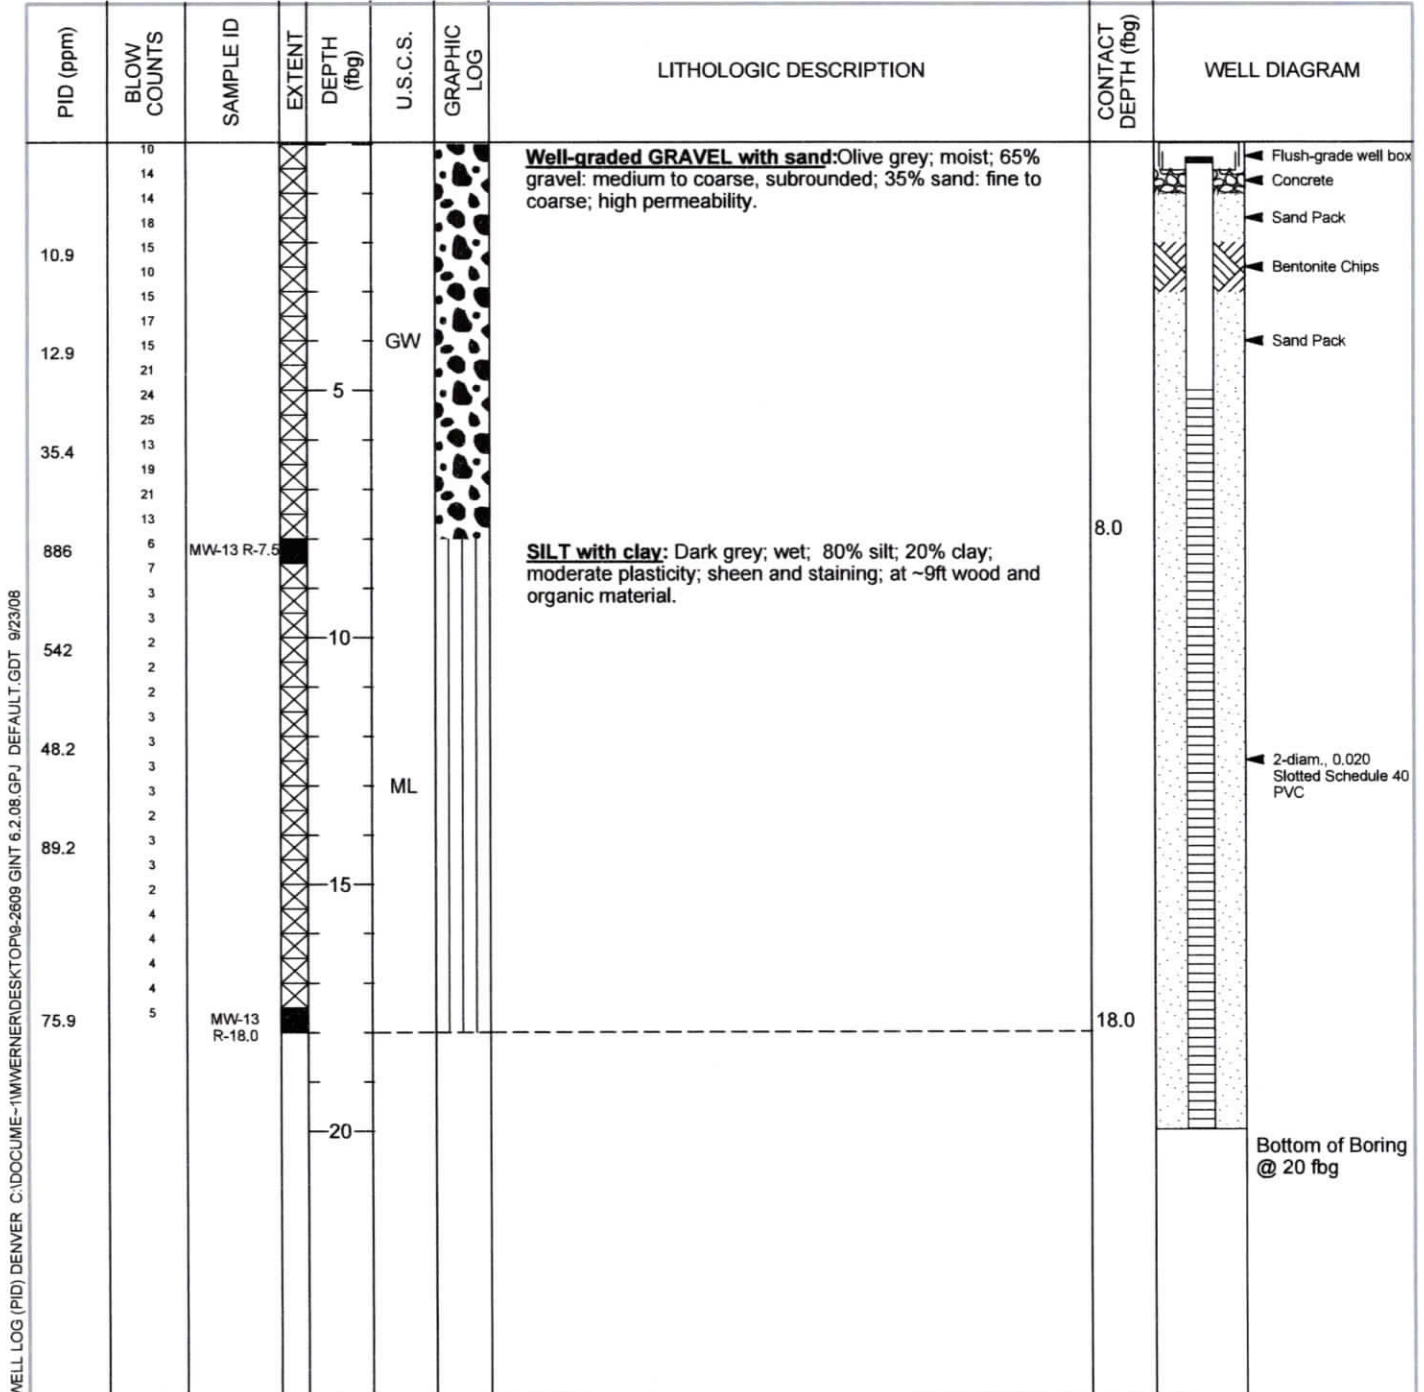 PID (ppm)
BLOW
COUNTS
SAMPLE ID
EXTENT
DEPTH
(fbg)
U.S.C.S.
GRAPHIC
LOG
LITHOLOGIC DESCRIPTION
CONTACT
DEPTH (fbg)
WELL DIAGRAM
10
Well-graded GRAVEL with sand:Olive grey; moist; 65%
gravel: medium to coarse, subrounded; 35% sand: fine to
coarse; high permeability.
Flush-grade well box
14
Concrete
14
18
Sand Pack
15
10.9
10
Bentonite Chips
15
17
15
GW
Sand Pack
12.9
21
24
5
25
13
35.4
19
21
13
8.0
6
886
MW-13 R-7.5
SILT with clay: Dark grey; wet; 80% silt; 20% clay;
moderate plasticity; sheen and staining; at ~9ft wood and
organic material.
7
3
3
2
10
542
2
2
3
3
48.2
3
2-diam., 0.020
Slotted Schedule 40
PVC
3
ML
2
3
89.2
3
2
15
4
4
4
4
5
75.9
MW-13
R-18.0
18.0
20
Bottom of Boring
@ 20 fbg
WELL LOG (PID) DENVER C:\DOCUME~1\MWERNER\DESKTOP\9-2609 GINT 6.2.08.GPJ DEFAULT.GDT 9/23/08